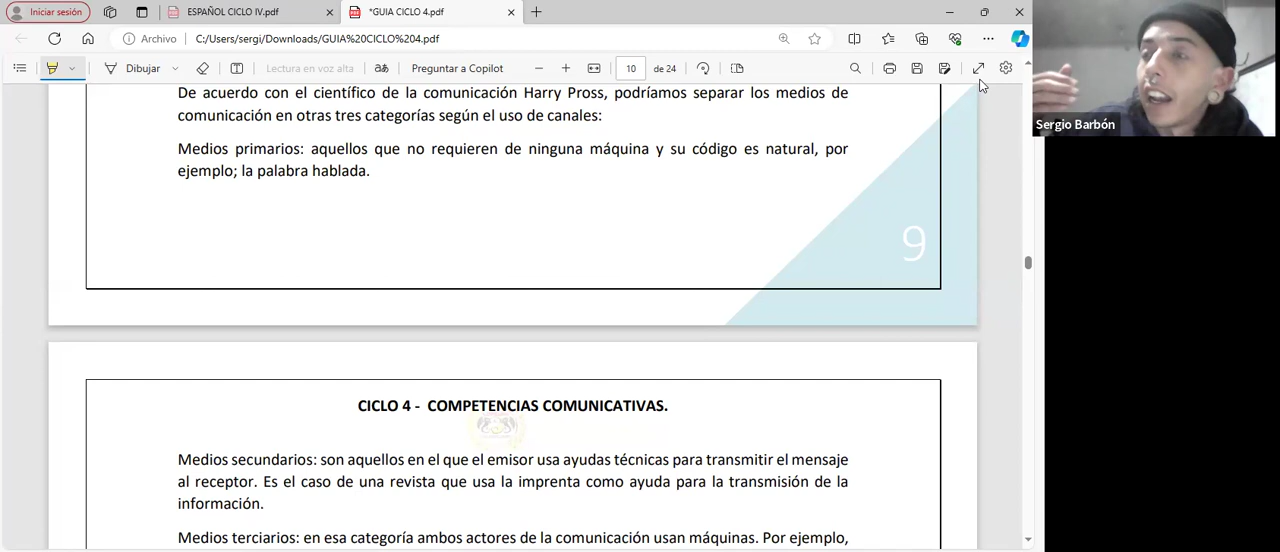 Iniciar sesión
ESPAÑOL CICLO IV.pdf
*GUIA CICLO 4.pdf
Archivo
C:/Users/sergi/Downloads/GUIA%20CICLO%204.pdf
Dibujar
Lectura en voz alta
aあ
Preguntar a Copilot
10
de 24
Sergio Barbón
De acuerdo con el científico de la comunicación Harry Pross, podríamos separar los medios de
comunicación en otras tres categorías según el uso de canales:
Medios primarios: aquellos que no requieren de ninguna máquina y su código es natural, por
ejemplo; la palabra hablada.
9
CICLO 4 -  COMPETENCIAS COMUNICATIVAS.
Medios secundarios: son aquellos en el que el emisor usa ayudas técnicas para transmitir el mensaje
al receptor. Es el caso de una revista que usa la imprenta como ayuda para la transmisión de la
información.
Medios terciarios: en esa categoría ambos actores de la comunicación usan máquinas. Por ejemplo,